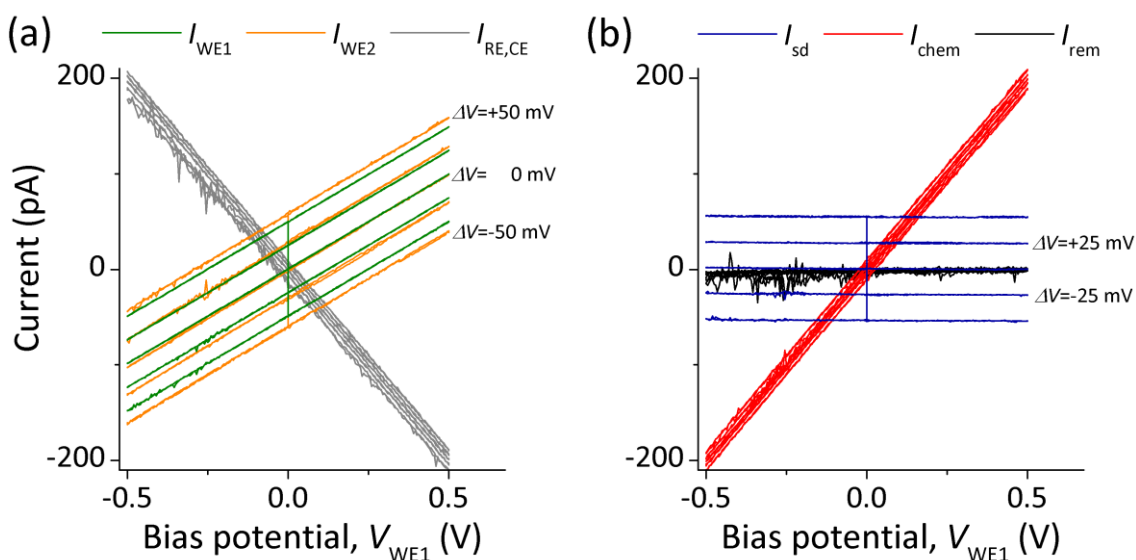 (a) I_WE1 I_WE2 I_RE,CE
Current (pA)
200
0
-200
ΔV=+50 mV
ΔV= 0 mV
ΔV=-50 mV
-0.5 0.0 0.5
Bias potential, V_WE1 (V)
(b) I_sd I_chem I_rem
200
0
-200
ΔV=+25 mV
ΔV=-25 mV
-0.5 0.0 0.5
Bias potential, V_WE1 (V)